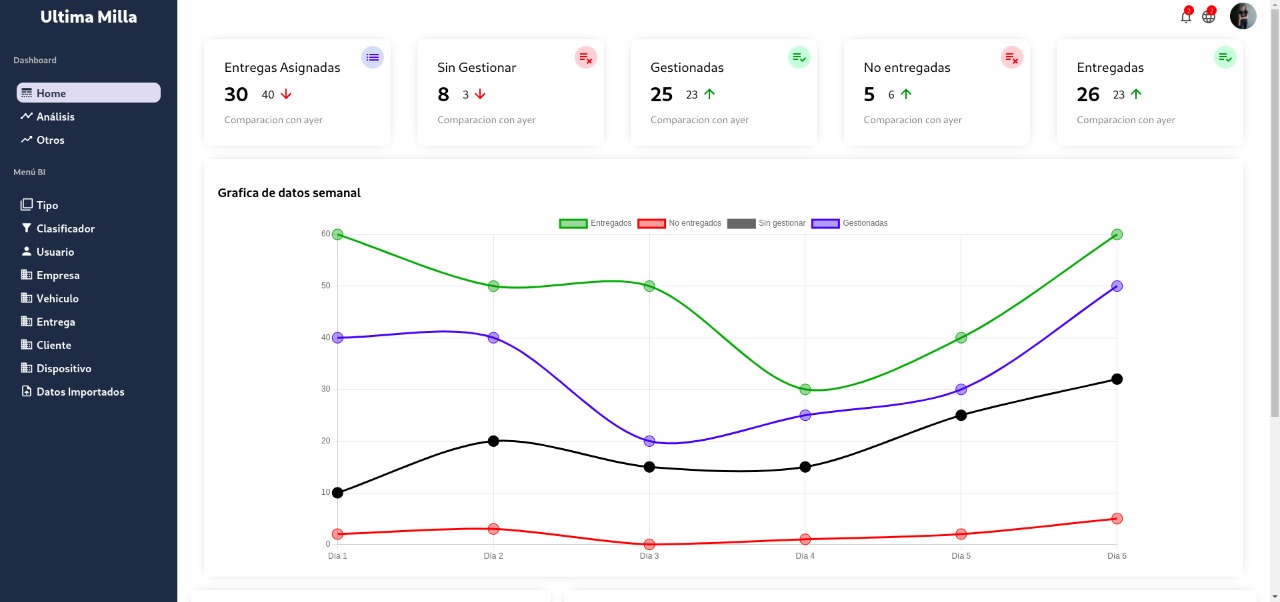 Ultima Milla
Dashboard
Home
Análisis
Otros
Menú BI
Tipo
Clasificador
Usuario
Empresa
Vehiculo
Entrega
Cliente
Dispositivo
Datos Importados
2 2
Entregas Asignadas
30 40
Comparacion con ayer
Sin Gestionar
8 3
Comparacion con ayer
Gestionadas
25 23
Comparacion con ayer
No entregadas
5 6
Comparacion con ayer
Entregadas
26 23
Comparacion con ayer
Grafica de datos semanal
Entregados No entregados Sin gestionar Gestionadas
60
50
40
30
20
10
0
Dia 1 Dia 2 Dia 3 Dia 4 Dia 5 Dia 6